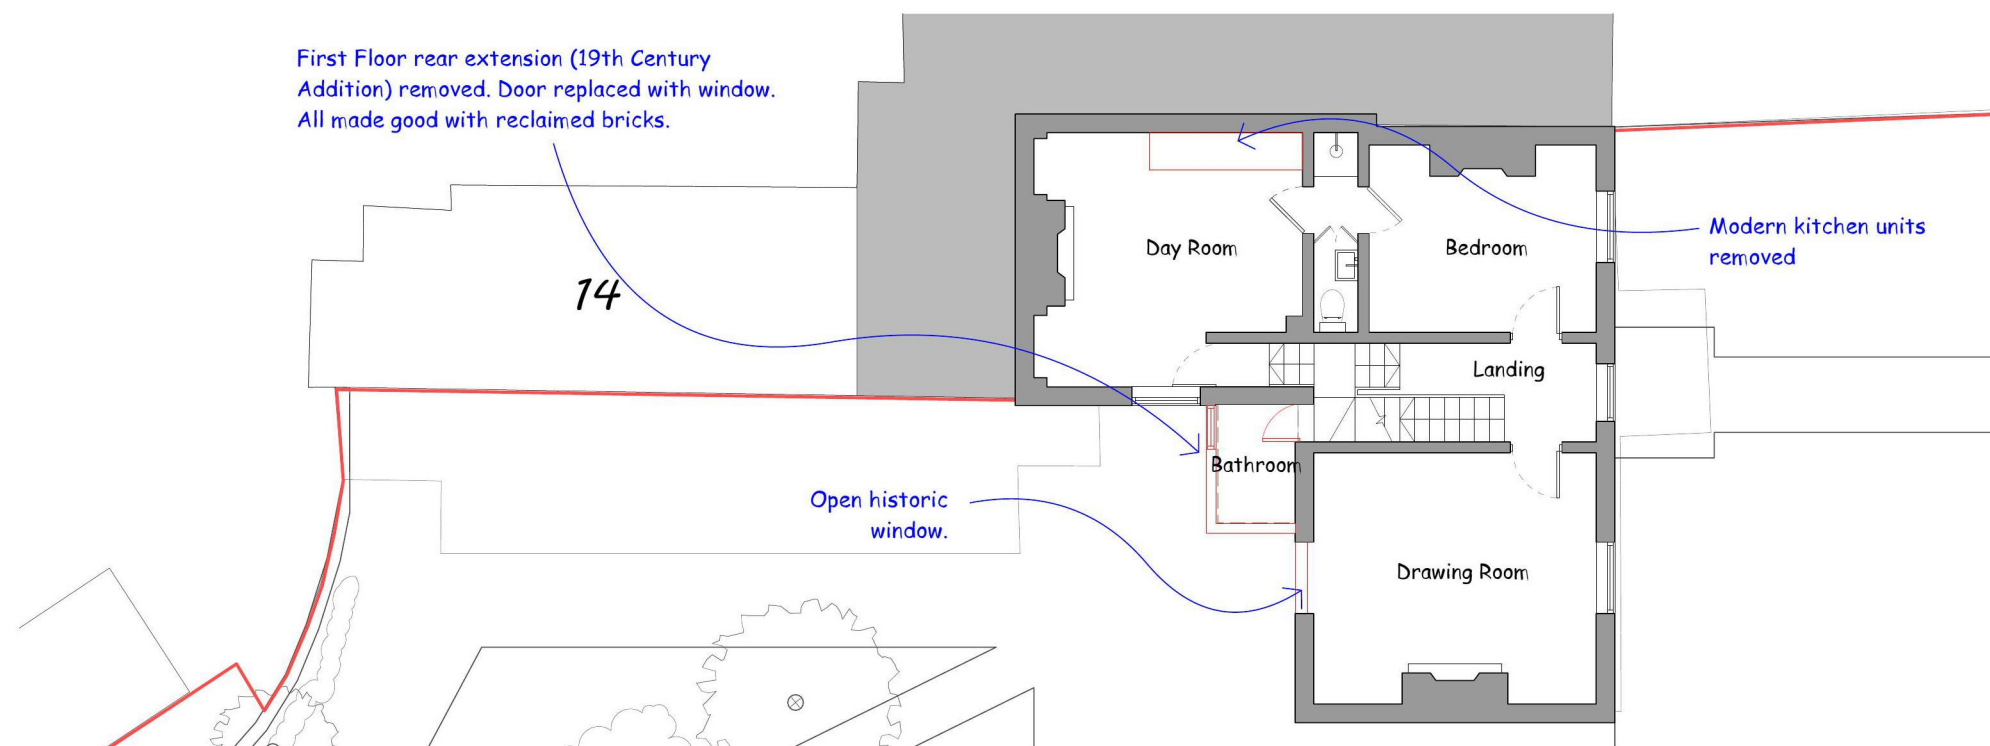 First Floor rear extension (19th Century
Addition) removed. Door replaced with window.
All made good with reclaimed bricks.
Modern kitchen units
removed
Day Room
Bedroom
14
Landing
Bathroom
Open historic
window.
Drawing Room